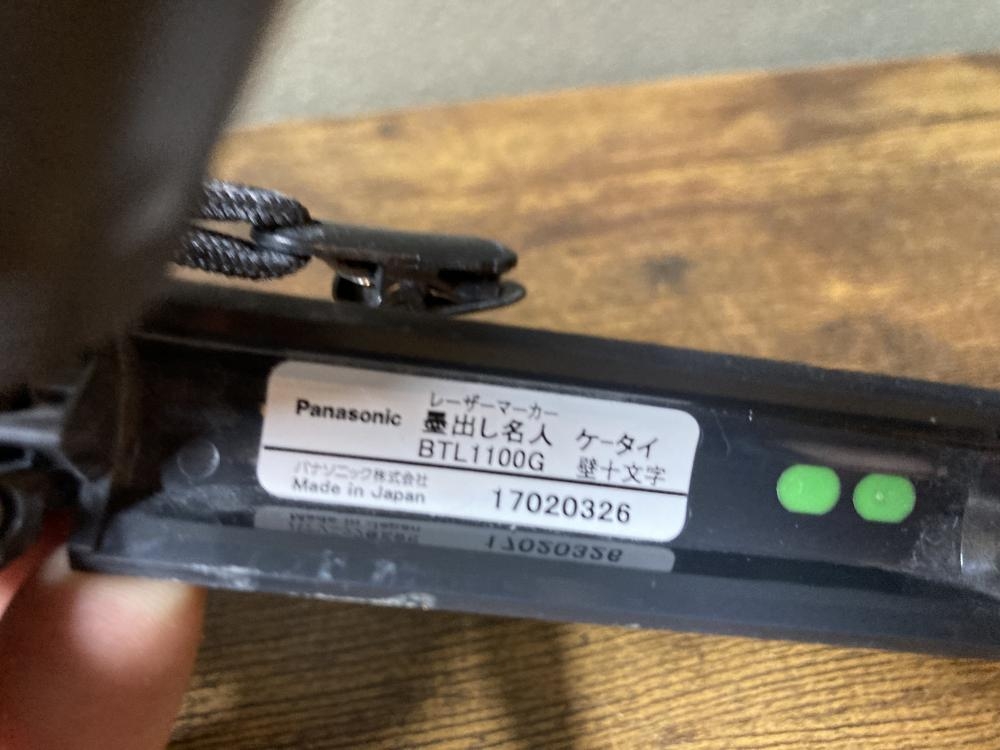 Panasonic
レーザーマーカー
墨出し名人 ケータイ
BTL1100G 壁十文字
パナソニック株式会社
Made in Japan
17020326